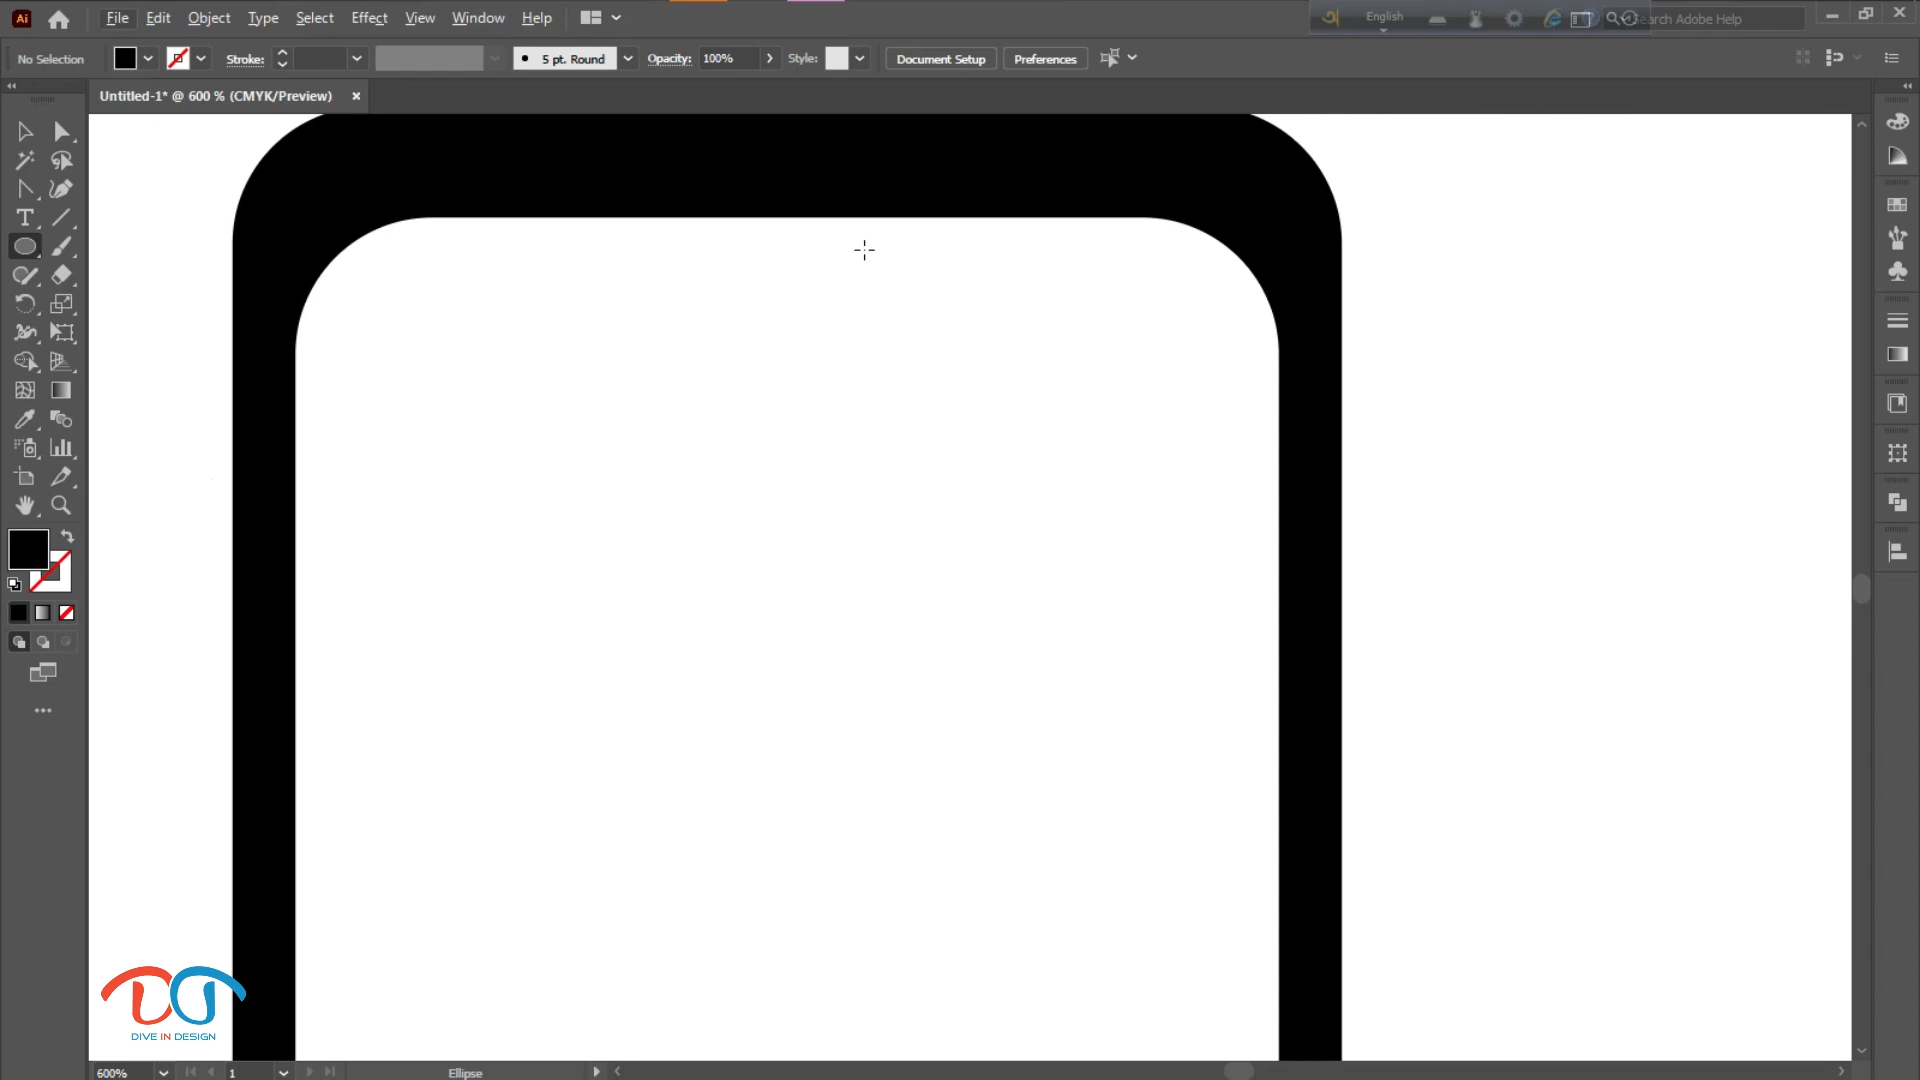 Ai File Edit Object Type Select Effect View Window Help English Search Adobe Help
No Selection Stroke: 5 pt. Round Opacity: 100% Style: Document Setup Preferences
Untitled-1* @ 600 % (CMYK/Preview) ×
DIVE IN DESIGN
600% 1 Ellipse